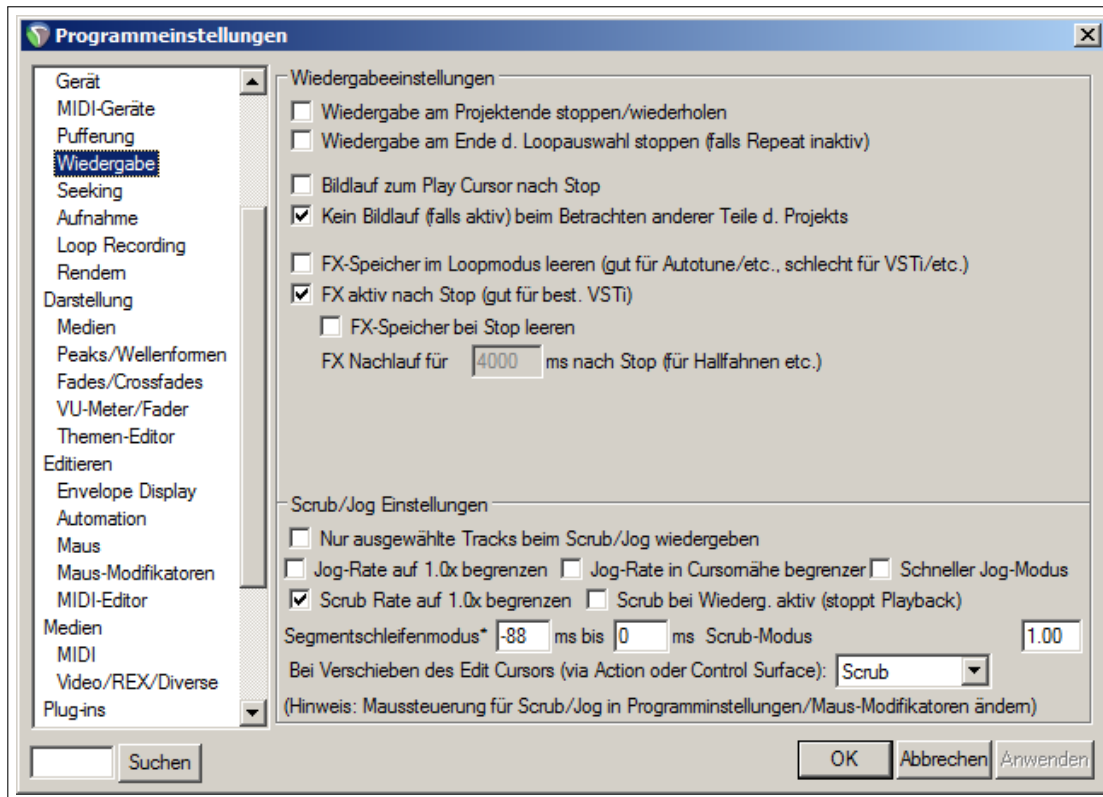 Programmeinstellungen
Gerät
MIDI-Geräte
Pufferung
Wiedergabe
Seeking
Aufnahme
Loop Recording
Rendern
Darstellung
Medien
Peaks/Wellenformen
Fades/Crossfades
VU-Meter/Fader
Themen-Editor
Editieren
Envelope Display
Automation
Maus
Maus-Modifikatoren
MIDI-Editor
Medien
MIDI
Video/REX/Diverse
Plug-ins
Suchen
Wiedergabeeinstellungen
Wiedergabe am Projektende stoppen/wiederholen
Wiedergabe am Ende d. Loopauswahl stoppen (falls Repeat inaktiv)
Bildlauf zum Play Cursor nach Stop
Kein Bildlauf (falls aktiv) beim Betrachten anderer Teile d. Projekts
FX-Speicher im Loopmodus leeren (gut für Autotune/etc., schlecht für VSTi/etc.)
FX aktiv nach Stop (gut für best. VSTi)
FX-Speicher bei Stop leeren
FX Nachlauf für 4000 ms nach Stop (für Hallfahnen etc.)
Scrub/Jog Einstellungen
Nur ausgewählte Tracks beim Scrub/Jog wiedergeben
Jog-Rate auf 1.0x begrenzen Jog-Rate in Cursornähe begrenzer Schneller Jog-Modus
Scrub Rate auf 1.0x begrenzen Scrub bei Wiederg. aktiv (stoppt Playback)
Segmentschleifenmodus* -88 ms bis 0 ms Scrub-Modus 1.00
Bei Verschieben des Edit Cursors (via Action oder Control Surface): Scrub
(Hinweis: Maussteuerung für Scrub/Jog in Programminstellungen/Maus-Modifikatoren ändern)
OK Abbrechen Anwenden